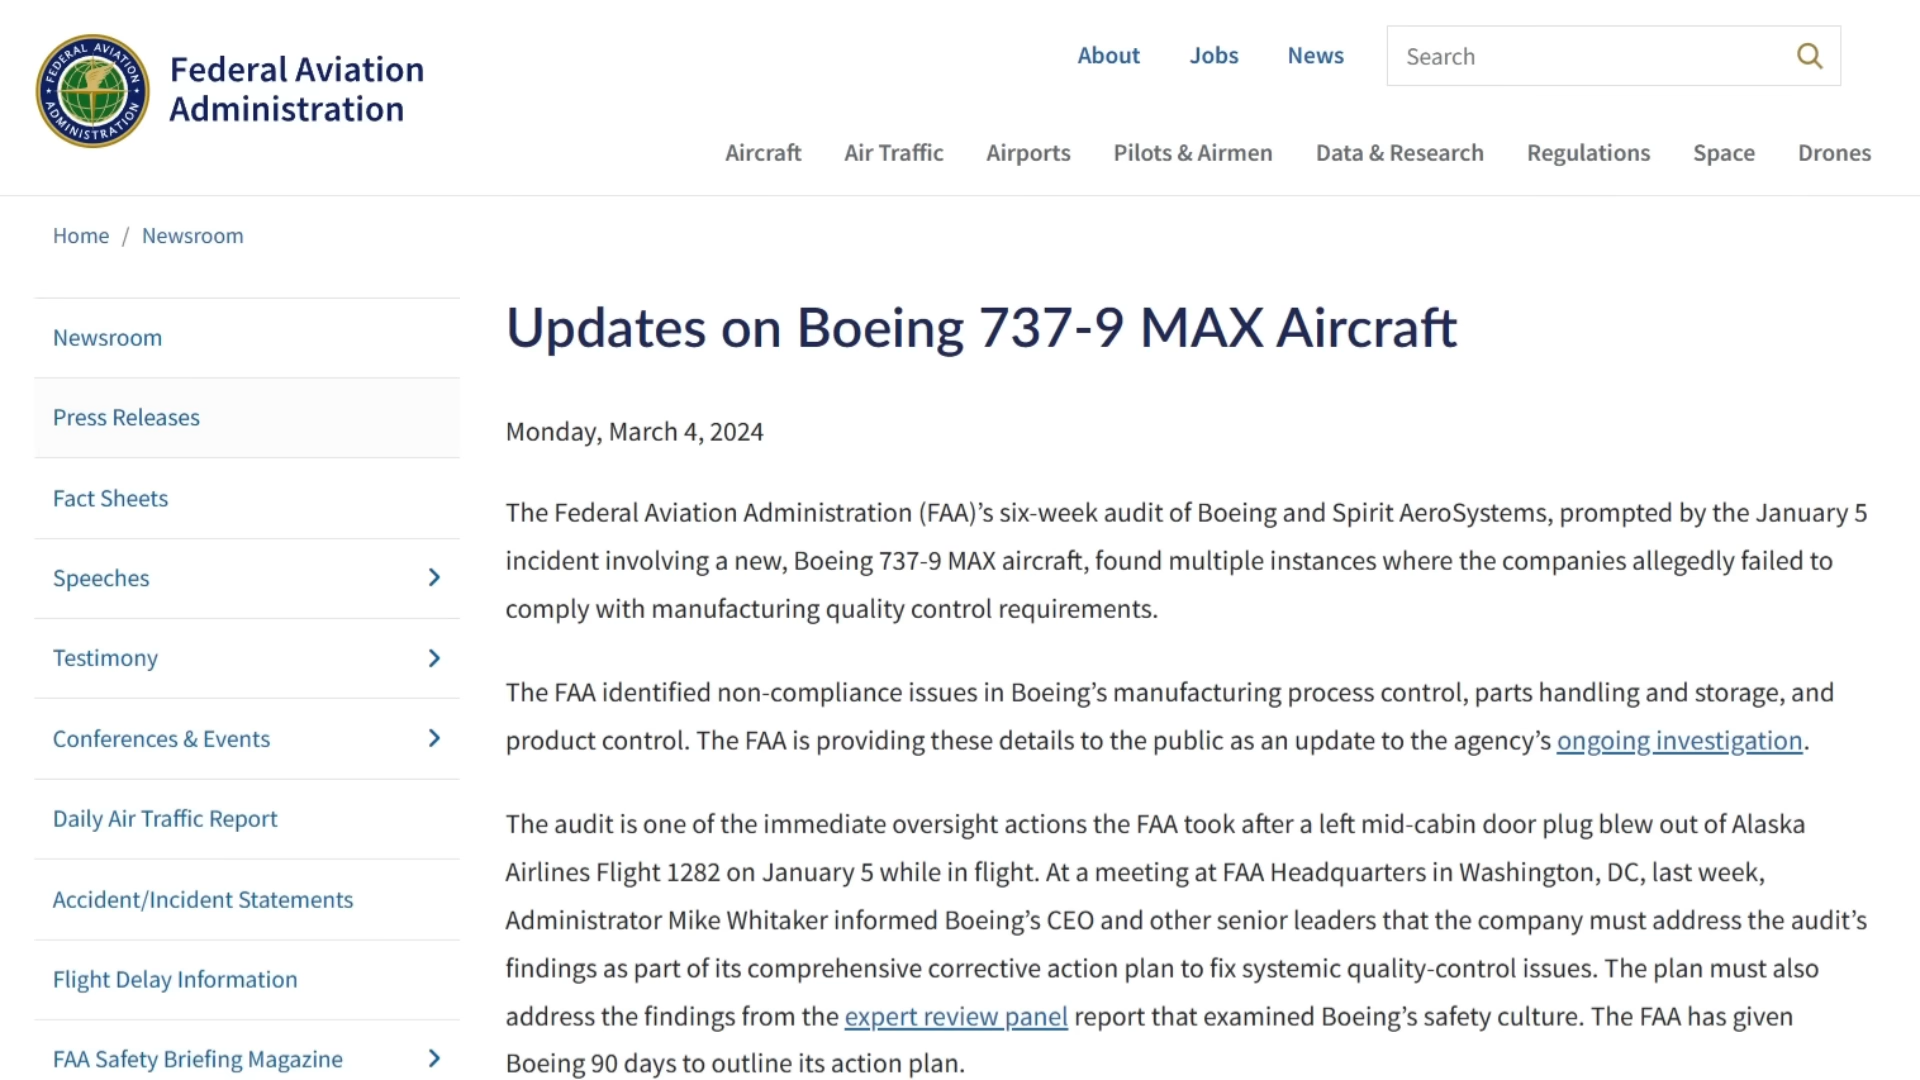 FEDERAL AVIATION
ADMINISTRATION
Federal Aviation
Administration
About Jobs News Search
Aircraft Air Traffic Airports Pilots & Airmen Data & Research Regulations Space Drones
Home / Newsroom
Newsroom
Press Releases
Fact Sheets
Speeches
Testimony
Conferences & Events
Daily Air Traffic Report
Accident/Incident Statements
Flight Delay Information
FAA Safety Briefing Magazine
Updates on Boeing 737-9 MAX Aircraft
Monday, March 4, 2024
The Federal Aviation Administration (FAA)’s six-week audit of Boeing and Spirit AeroSystems, prompted by the January 5
incident involving a new, Boeing 737-9 MAX aircraft, found multiple instances where the companies allegedly failed to
comply with manufacturing quality control requirements.
The FAA identified non-compliance issues in Boeing’s manufacturing process control, parts handling and storage, and
product control. The FAA is providing these details to the public as an update to the agency’s ongoing investigation.
The audit is one of the immediate oversight actions the FAA took after a left mid-cabin door plug blew out of Alaska
Airlines Flight 1282 on January 5 while in flight. At a meeting at FAA Headquarters in Washington, DC, last week,
Administrator Mike Whitaker informed Boeing’s CEO and other senior leaders that the company must address the audit’s
findings as part of its comprehensive corrective action plan to fix systemic quality-control issues. The plan must also
address the findings from the expert review panel report that examined Boeing’s safety culture. The FAA has given
Boeing 90 days to outline its action plan.